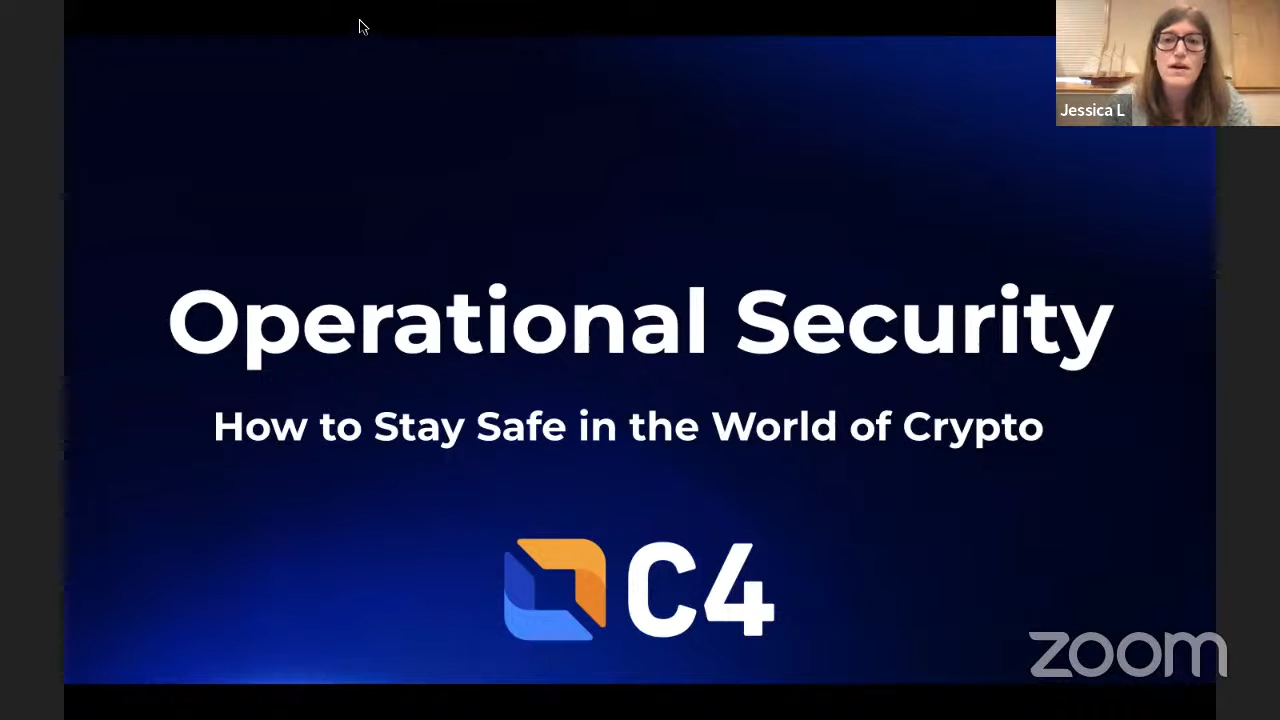 Jessica L
Operational Security
How to Stay Safe in the World of Crypto
C4
zoom